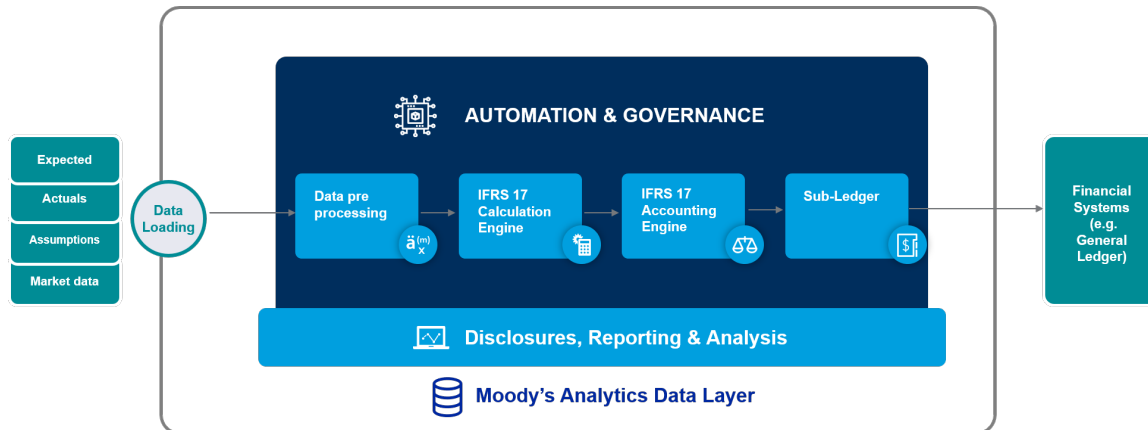 AUTOMATION & GOVERNANCE
Expected
Actuals
Assumptions
Market data
Data
Loading
Data pre
processing
ä(m)
x
IFRS 17
Calculation
Engine
IFRS 17
Accounting
Engine
Sub-Ledger
$
Financial
Systems
(e.g.
General
Ledger)
Disclosures, Reporting & Analysis
Moody's Analytics Data Layer